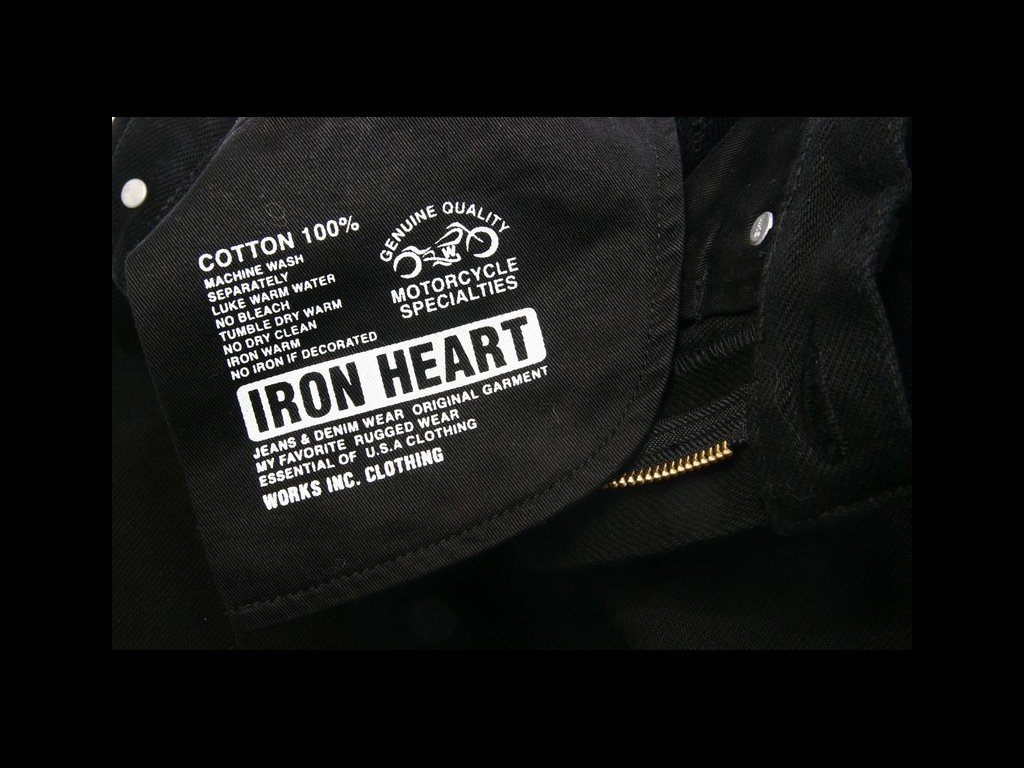 COTTON 100%
MACHINE WASH
SEPARATELY
LUKE WARM WATER
NO BLEACH
TUMBLE DRY WARM
NO DRY CLEAN
IRON WARM
NO IRON IF DECORATED
GENUINE QUALITY
MOTORCYCLE
SPECIALTIES
IRON HEART
JEANS & DENIM WEAR ORIGINAL GARMENT
MY FAVORITE RUGGED WEAR
ESSENTIAL OF U.S.A CLOTHING
WORKS INC. CLOTHING